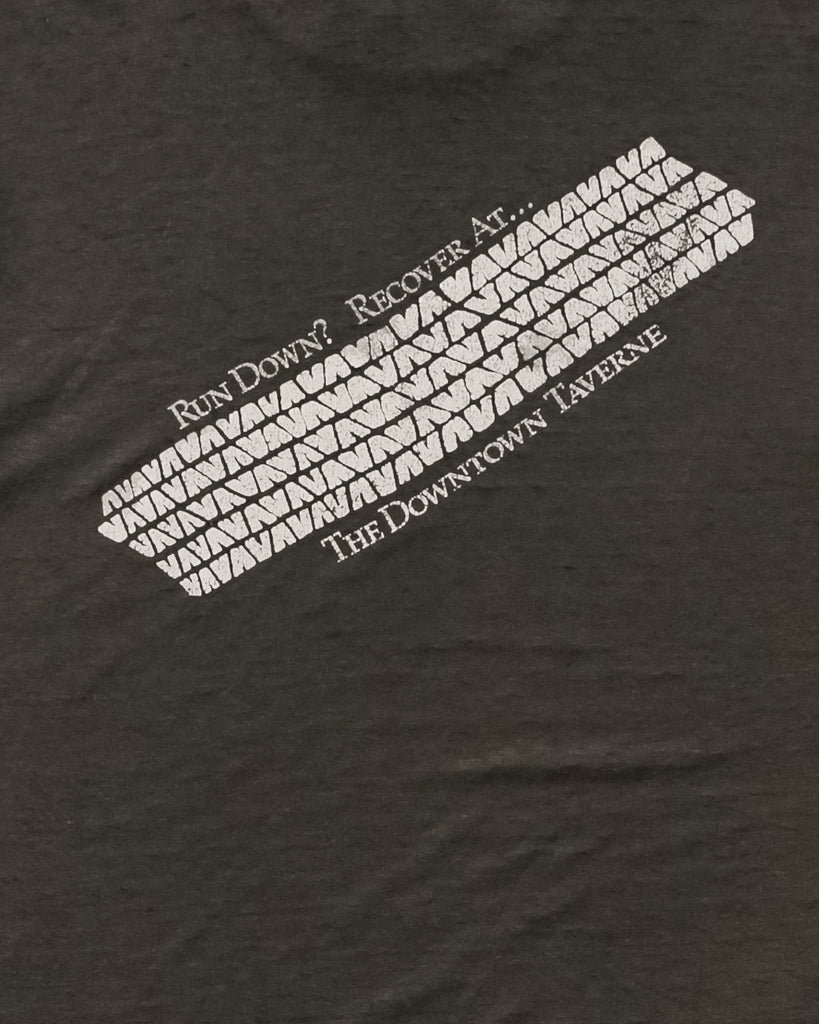 Run Down? Recover At...
The Downtown Taverne